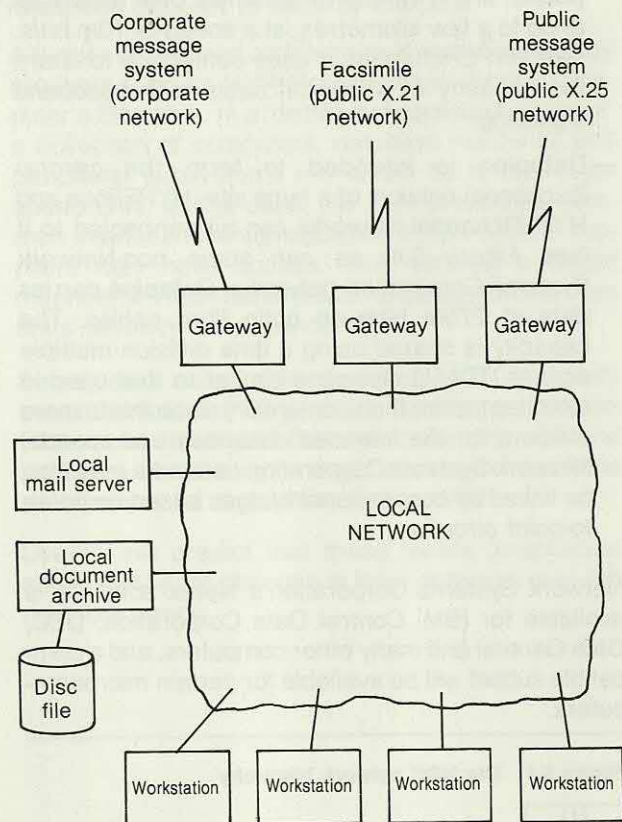 Corporate
message
system
(corporate
network)
Facsimile
(public X.21
network)
Public
message
system
(public X.25
network)
Gateway
Gateway
Gateway
Local
mail server
LOCAL
NETWORK
Local
document
archive
Disc
file
Workstation
Workstation
Workstation
Workstation